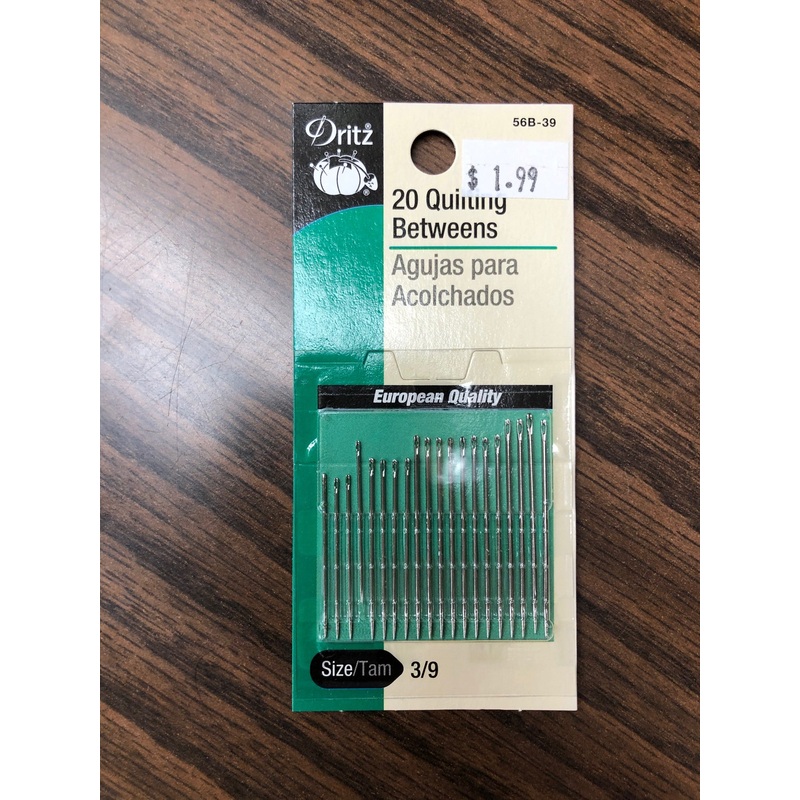 Dritz®
®
56B-39
$ 1.99
20 Quilting
Betweens
Agujas para
Acolchados
European Quality
Size/Tam 3/9